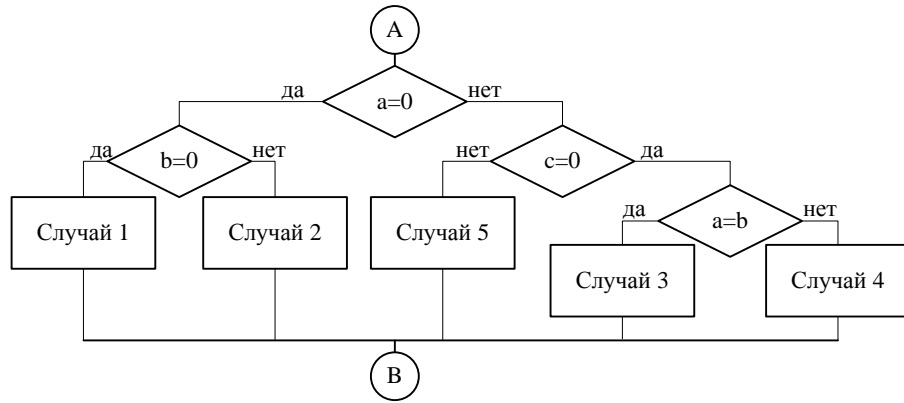 A
да
a=0
нет
да
b=0
нет
нет
c=0
да
Случай 1
Случай 2
Случай 5
да
a=b
нет
Случай 3
Случай 4
B